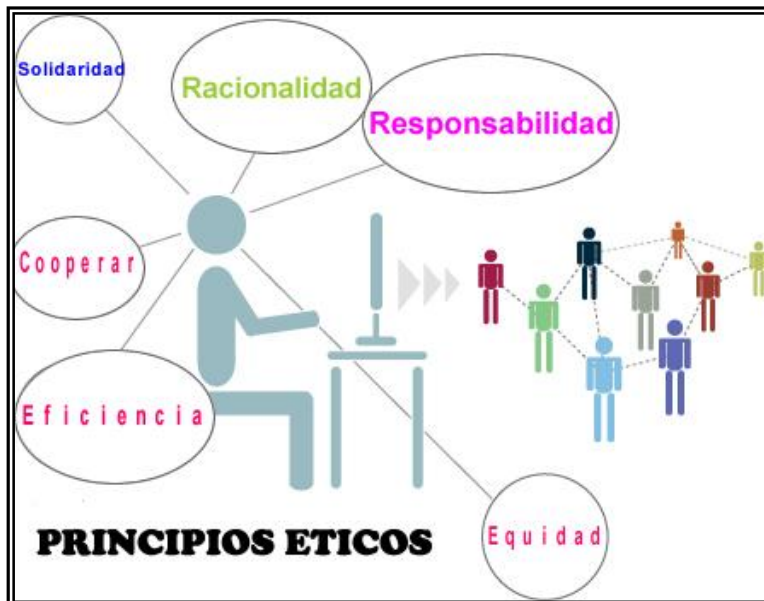 Solidaridad
Racionalidad
Responsabilidad
Cooperar
Eficiencia
Equidad
PRINCIPIOS ETICOS